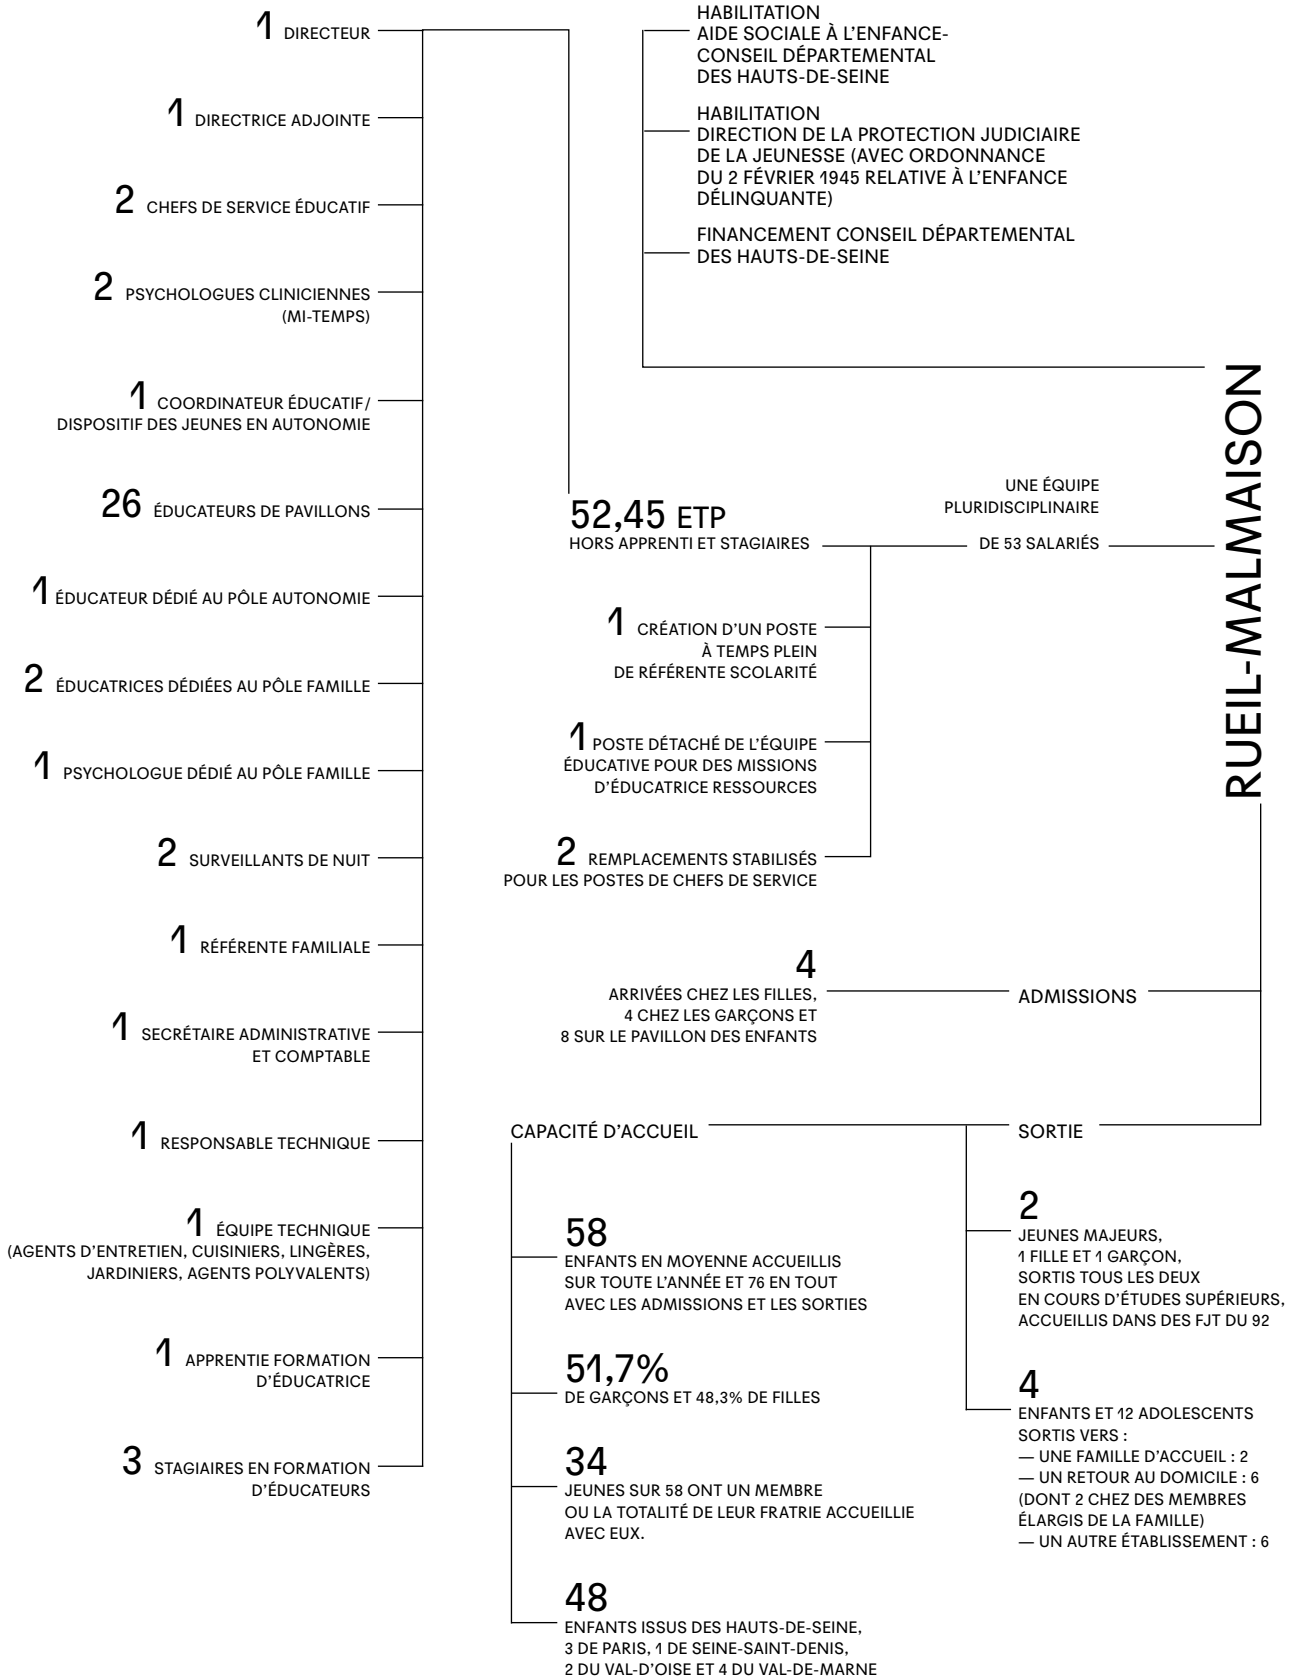 1 DIRECTEUR
1 DIRECTRICE ADJOINTE
2 CHEFS DE SERVICE ÉDUCATIF
2 PSYCHOLOGUES CLINICIENNES
(MI-TEMPS)
1 COORDINATEUR ÉDUCATIF/
DISPOSITIF DES JEUNES EN AUTONOMIE
26 ÉDUCATEURS DE PAVILLONS
1 ÉDUCATEUR DÉDIÉ AU PÔLE AUTONOMIE
2 ÉDUCATRICES DÉDIÉES AU PÔLE FAMILLE
1 PSYCHOLOGUE DÉDIÉ AU PÔLE FAMILLE
2 SURVEILLANTS DE NUIT
1 RÉFÉRENTE FAMILIALE
1 SECRÉTAIRE ADMINISTRATIVE
ET COMPTABLE
1 RESPONSABLE TECHNIQUE
1 ÉQUIPE TECHNIQUE
(AGENTS D'ENTRETIEN, CUISINIERS, LINGÈRES,
JARDINIERS, AGENTS POLYVALENTS)
1 APPRENTIE FORMATION
D'ÉDUCATRICE
3 STAGIAIRES EN FORMATION
D'ÉDUCATEURS
HABILITATION
AIDE SOCIALE À L'ENFANCE-
CONSEIL DÉPARTEMENTAL
DES HAUTS-DE-SEINE
HABILITATION
DIRECTION DE LA PROTECTION JUDICIAIRE
DE LA JEUNESSE (AVEC ORDONNANCE
DU 2 FÉVRIER 1945 RELATIVE À L'ENFANCE
DÉLINQUANTE)
FINANCEMENT CONSEIL DÉPARTEMENTAL
DES HAUTS-DE-SEINE
RUEIL-MALMAISON
UNE ÉQUIPE
PLURIDISCIPLINAIRE
DE 53 SALARIÉS
52,45 ETP
HORS APPRENTI ET STAGIAIRES
1 CRÉATION D'UN POSTE
À TEMPS PLEIN
DE RÉFÉRENTE SCOLARITÉ
1 POSTE DÉTACHÉ DE L'ÉQUIPE
ÉDUCATIVE POUR DES MISSIONS
D'ÉDUCATRICE RESSOURCES
2 REMPLACEMENTS STABILISÉS
POUR LES POSTES DE CHEFS DE SERVICE
ADMISSIONS
4
ARRIVÉES CHEZ LES FILLES,
4 CHEZ LES GARÇONS ET
8 SUR LE PAVILLON DES ENFANTS
CAPACITÉ D'ACCUEIL
58
ENFANTS EN MOYENNE ACCUEILLIS
SUR TOUTE L'ANNÉE ET 76 EN TOUT
AVEC LES ADMISSIONS ET LES SORTIES
51,7%
DE GARÇONS ET 48,3% DE FILLES
34
JEUNES SUR 58 ONT UN MEMBRE
OU LA TOTALITÉ DE LEUR FRATRIE ACCUEILLIE
AVEC EUX.
48
ENFANTS ISSUS DES HAUTS-DE-SEINE,
3 DE PARIS, 1 DE SEINE-SAINT-DENIS,
2 DU VAL-D'OISE ET 4 DU VAL-DE-MARNE
SORTIE
2
JEUNES MAJEURS,
1 FILLE ET 1 GARÇON,
SORTIS TOUS LES DEUX
EN COURS D'ÉTUDES SUPÉRIEURS,
ACCUEILLIS DANS DES FJT DU 92
4
ENFANTS ET 12 ADOLESCENTS
SORTIS VERS :
— UNE FAMILLE D'ACCUEIL : 2
— UN RETOUR AU DOMICILE : 6
(DONT 2 CHEZ DES MEMBRES
ÉLARGIS DE LA FAMILLE)
— UN AUTRE ÉTABLISSEMENT : 6